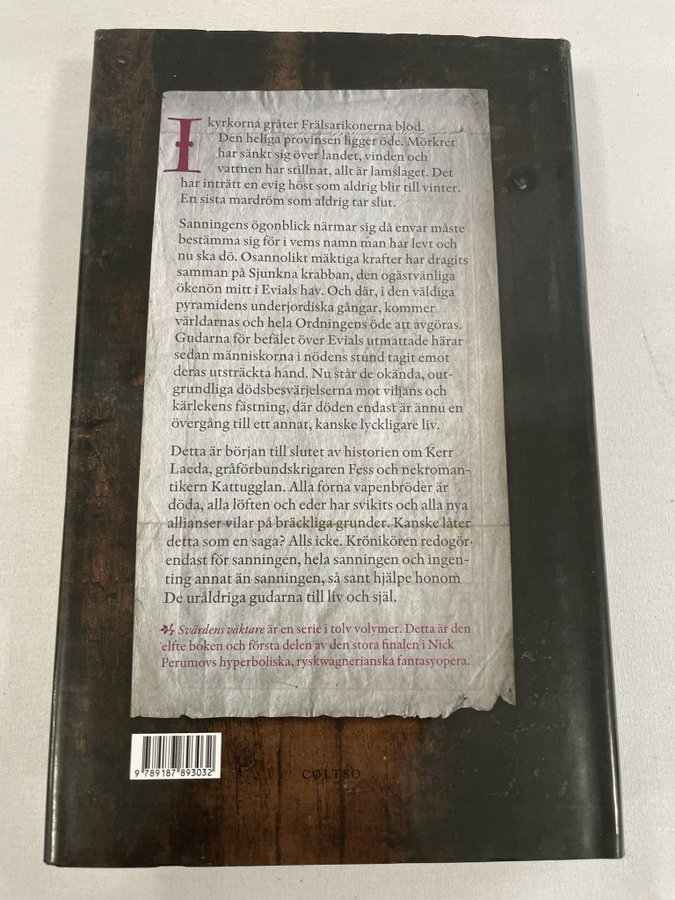 I kyrkorna gråter Frälsarikonerna blod.
Den heliga provinsen ligger öde. Mörkret
har sänkt sig över landet, vinden och
vattnen har stillnat, allt är lamslaget. Det
har inträtt en evig höst som aldrig blir till vinter.
En sista mardröm som aldrig tar slut.
Sanningens ögonblick närmar sig då envar måste
bestämma sig för i vems namn man har levt och
nu ska dö. Osannolikt mäktiga krafter har dragits
samman på Sjunkna krabban, den ogästvänliga
ökenön mitt i Evials hav. Och där, i den väldiga
pyramidens underjordiska gångar, kommer
världarnas och hela Ordningens öde att avgöras.
Gudarna för befälet över Evials utmattade härar
sedan människorna i nödens stund tagit emot
deras utsträckta hand. Nu står de okända, out-
grundliga dödsbesvärjelserna mot viljans och
kärlekens fästning, där döden endast är ännu en
övergång till ett annat, kanske lyckligare liv.
Detta är början till slutet av historien om Kerr
Laeda, gråförbundskrigaren Fess och nekroman-
tikern Kattugglan. Alla forna vapenbröder är
döda, alla löften och eder har svikits och alla nya
allianser vilar på bräckliga grunder. Kanske låter
detta som en saga? Alls icke. Krönikören redogör
endast för sanningen, hela sanningen och ingen-
ting annat än sanningen, så sant hjälpe honom
De uråldriga gudarna till liv och själ.
Svärdens väktare är en serie i tolv volymer. Detta är den
elfte boken och första delen av den stora finalen i Nick
Perumovs hyperboliska, ryskwagnerianska fantasyopera.
9 789187 893032
COLTSO